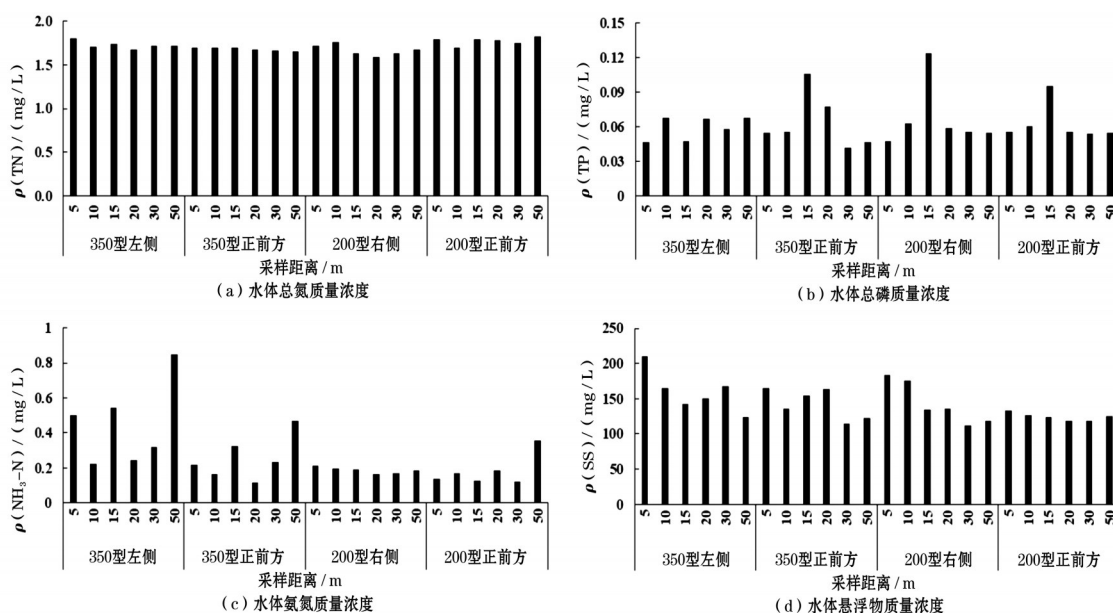 2.0
1.5
1.0
0.5
0.0
ρ(TN)/(mg/L)
5 10 15 20 30 50 5 10 15 20 30 50 5 10 15 20 30 50 5 10 15 20 30 50
350型左侧 350型正前方 200型右侧 200型正前方
采样距离/m
(a)水体总氮质量浓度
0.15
0.12
0.09
0.06
0.03
0
ρ(TP)/(mg/L)
5 10 15 20 30 50 5 10 15 20 30 50 5 10 15 20 30 50 5 10 15 20 30 50
350型左侧 350型正前方 200型右侧 200型正前方
采样距离/m
(b)水体总磷质量浓度
1
0.8
0.6
0.4
0.2
0
ρ(NH₃-N)/(mg/L)
5 10 15 20 30 50 5 10 15 20 30 50 5 10 15 20 30 50 5 10 15 20 30 50
350型左侧 350型正前方 200型右侧 200型正前方
采样距离/m
(c)水体氨氮质量浓度
250
200
150
100
50
0
ρ(SS)/(mg/L)
5 10 15 20 30 50 5 10 15 20 30 50 5 10 15 20 30 50 5 10 15 20 30 50
350型左侧 350型正前方 200型右侧 200型正前方
采样距离/m
(d)水体悬浮物质量浓度